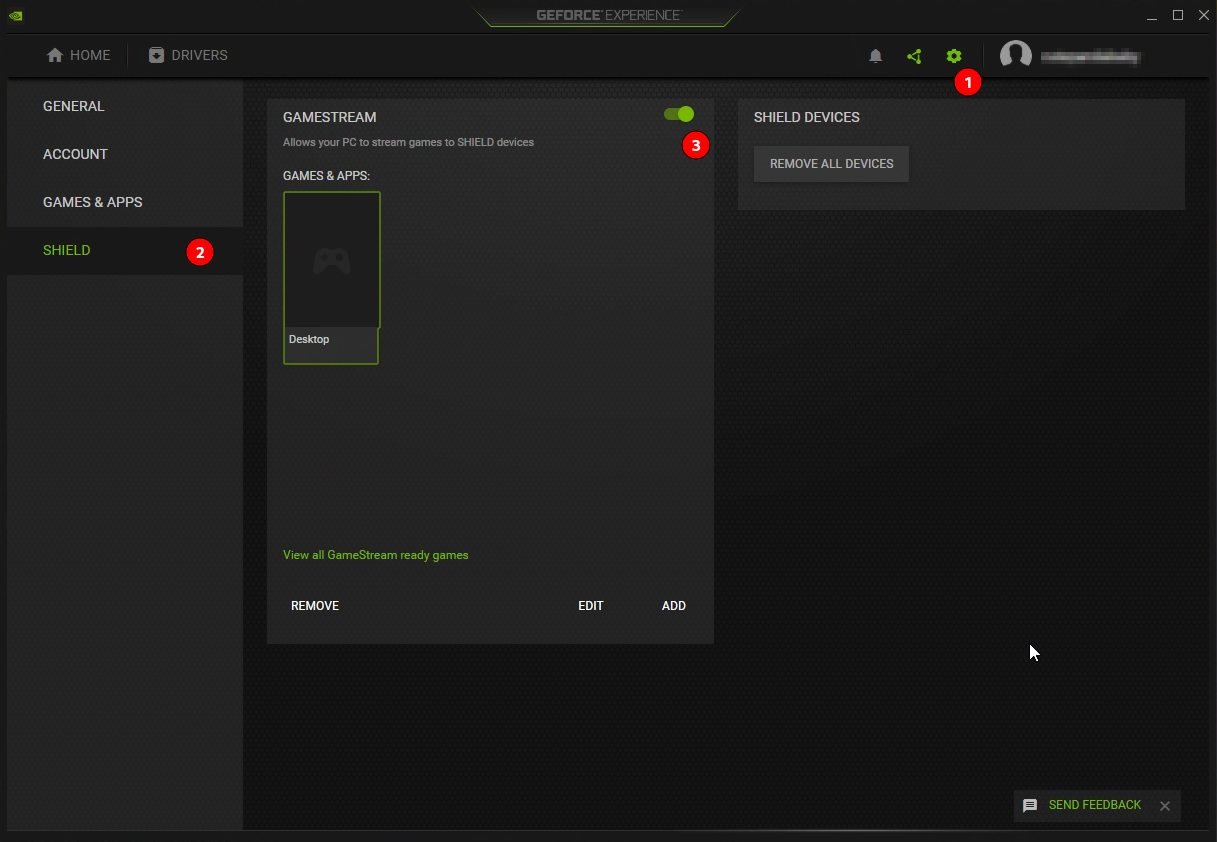 GEFORCE EXPERIENCE
HOME
DRIVERS
1
GENERAL
ACCOUNT
GAMES & APPS
SHIELD
2
GAMESTREAM
3
Allows your PC to stream games to SHIELD devices
GAMES & APPS:
Desktop
View all GameStream ready games
REMOVE
EDIT
ADD
SHIELD DEVICES
REMOVE ALL DEVICES
SEND FEEDBACK